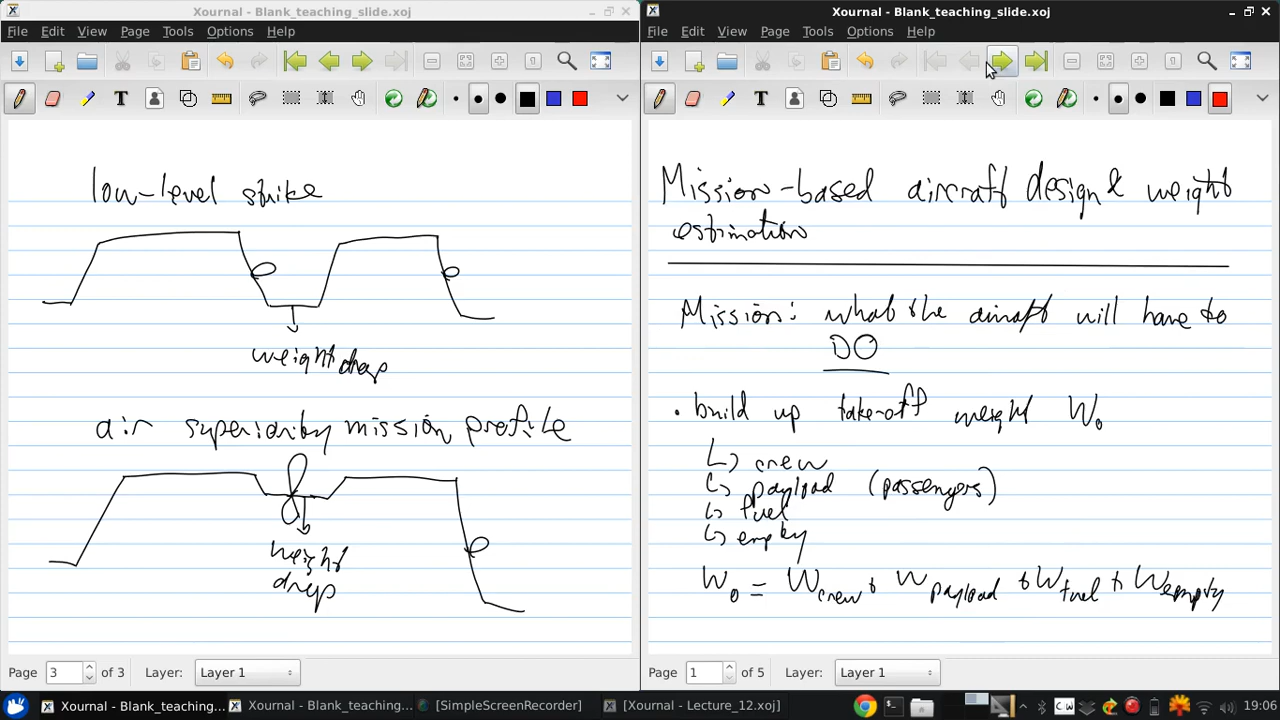 Xournal - Blank_teaching_slide.xoj
File Edit View Page Tools Options Help
low-level strike
weight drop
air superiority mission profile
weight
drop
Page 3 of 3 Layer: Layer 1
Xournal - Blank_teaching_slide.xoj
File Edit View Page Tools Options Help
Mission-based aircraft design & weight
estimation
Mission: what the aircraft will have to
DO
• build up take-off weight W₀
↳ crew
↳ payload (passengers)
↳ fuel
↳ empty
W₀ = Wcrew + Wpayload + Wfuel + Wempty
Page 1 of 5 Layer: Layer 1
Xournal - Blank_teaching... Xournal - Blank_teaching... [SimpleScreenRecorder] [Xournal - Lecture_12.xoj] 19:06